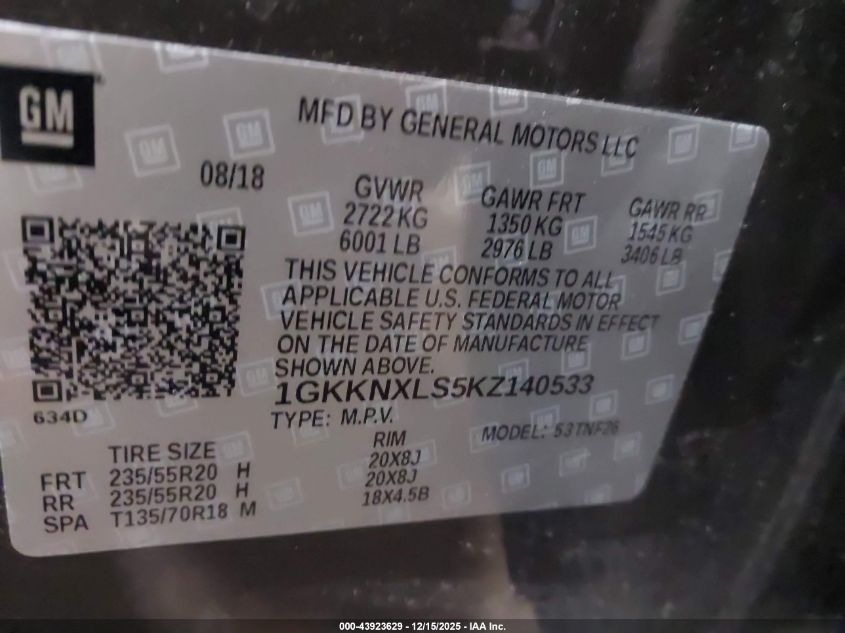 GM
MFD BY GENERAL MOTORS LLC
08/18
GVWR GAWR FRT GAWR RR
2722 KG 1350 KG 1545 KG
6001 LB 2976 LB 3406 LB
THIS VEHICLE CONFORMS TO ALL
APPLICABLE U.S. FEDERAL MOTOR
VEHICLE SAFETY STANDARDS IN EFFECT
ON THE DATE OF MANUFACTURE
SHOWN ABOVE.
1GKKNXLS5KZ140533
634D
TYPE: M.P.V. MODEL: 53TNF26
TIRE SIZE RIM
FRT 235/55R20 H 20X8J
RR 235/55R20 H 20X8J
SPA T135/70R18 M 18X4.5B
000-43923629 - 12/15/2025 - IAA Inc.